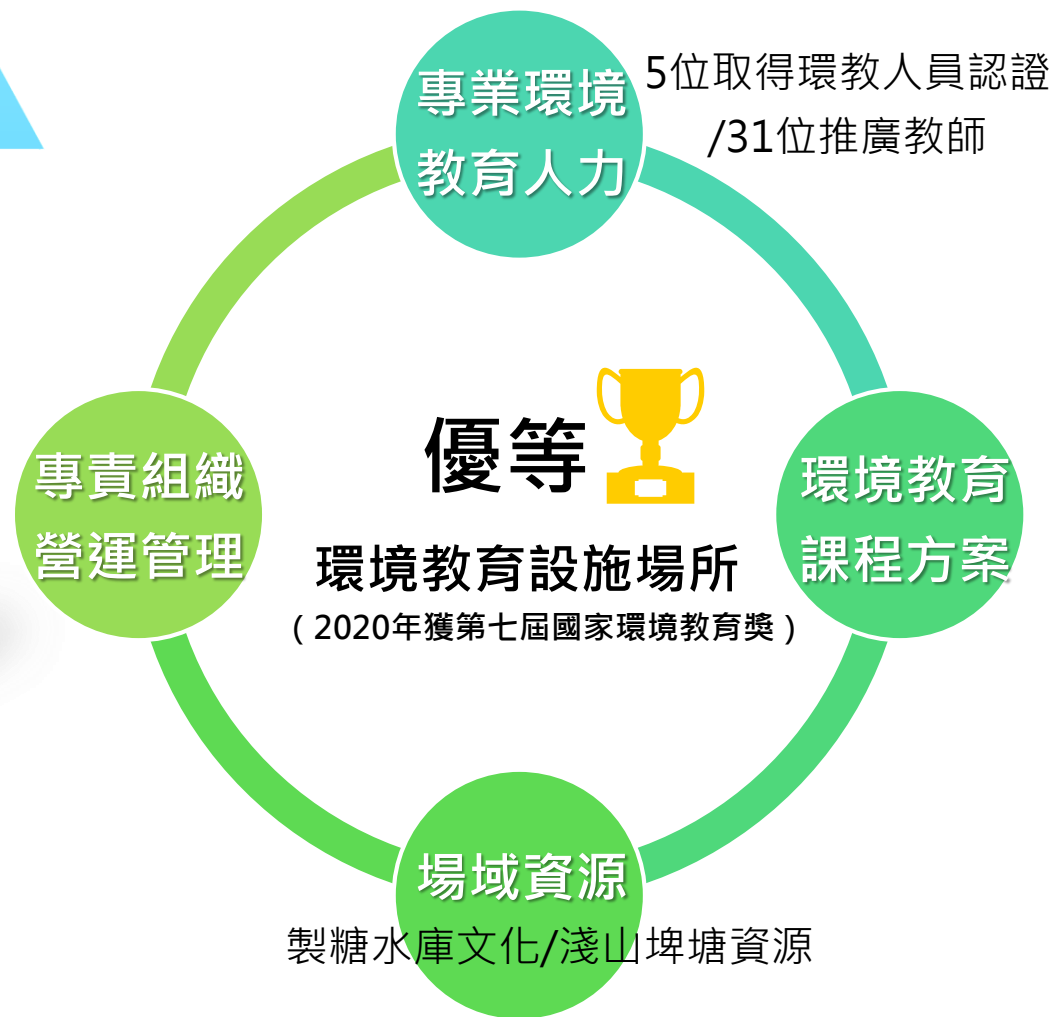 專業環境
教育人力
5位取得環教人員認證
/31位推廣教師
專責組織
營運管理
優等
環境教育設施場所
（2020年獲第七屆國家環境教育獎）
環境教育
課程方案
場域資源
製糖水庫文化/淺山埤塘資源